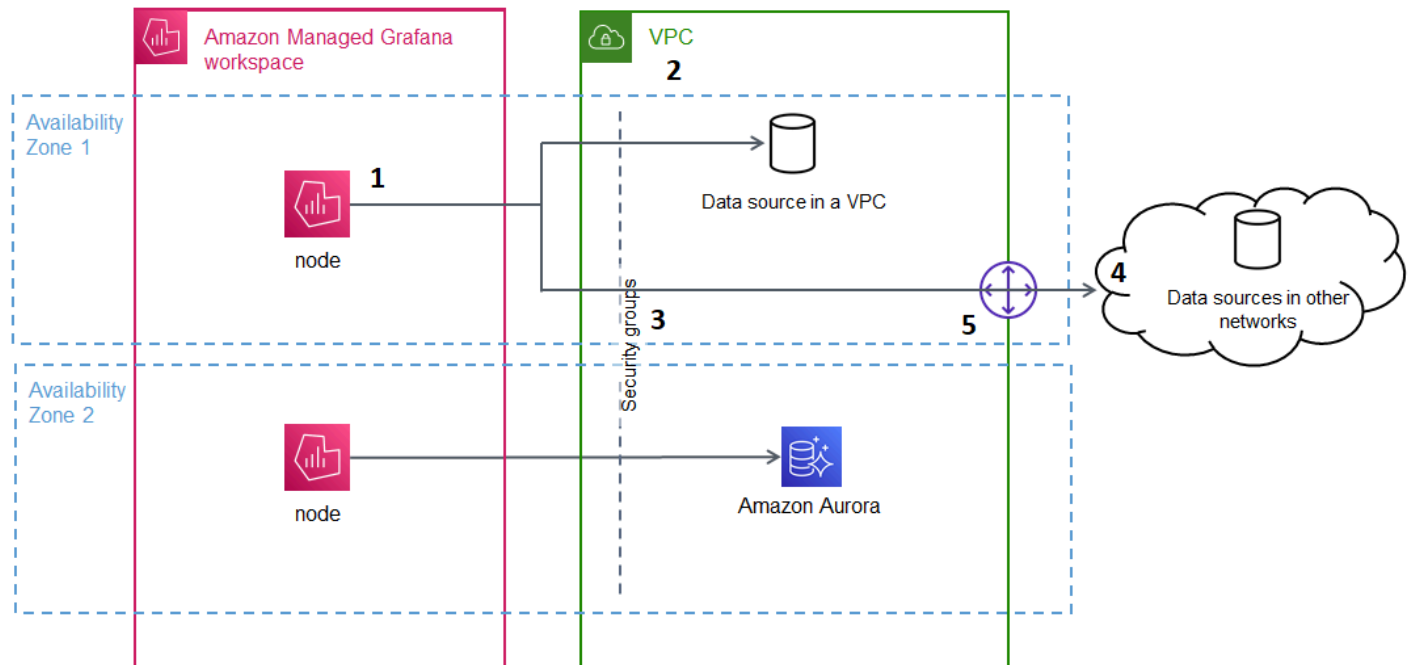 Amazon Managed Grafana
workspace
VPC
2
Availability
Zone 1
1
node
Data source in a VPC
Security groups
3
5
4
Data sources in other
networks
Availability
Zone 2
node
Amazon Aurora